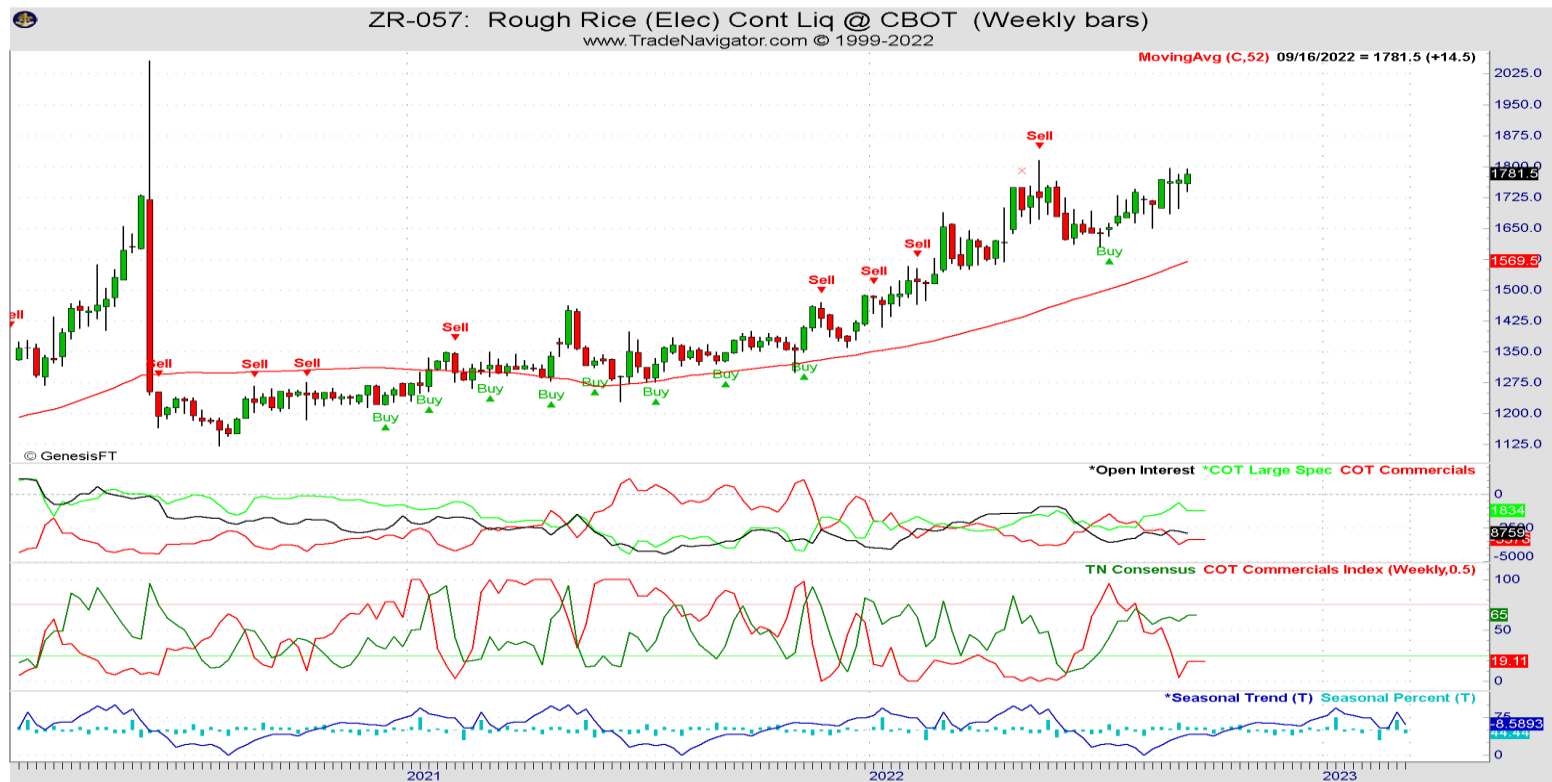 ZR-057: Rough Rice (Elec) Cont Liq @ CBOT (Weekly bars)
www.TradeNavigator.com © 1999-2022
MovingAvg (C,52) 09/16/2022 = 1781.5 (+14.5)
2025.0
1950.0
1875.0
Sell
1800.0
1781.5
1725.0
1650.0
Buy
Sell
1569.5
Sell
Sell
1500.0
ell
Sell
1425.0
1350.0
Sell
Sell
Sell
Buy
Buy
Buy
1275.0
Buy
Buy
Buy
Buy
1200.0
Buy
1125.0
© GenesisFT
*Open Interest *COT Large Spec COT Commercials
0
1834
8759
-5000
TN Consensus COT Commercials Index (Weekly,0.5)
100
65
50
19.11
0
*Seasonal Trend (T) Seasonal Percent (T)
75
-8.5893
44.44
0
2021
2022
2023